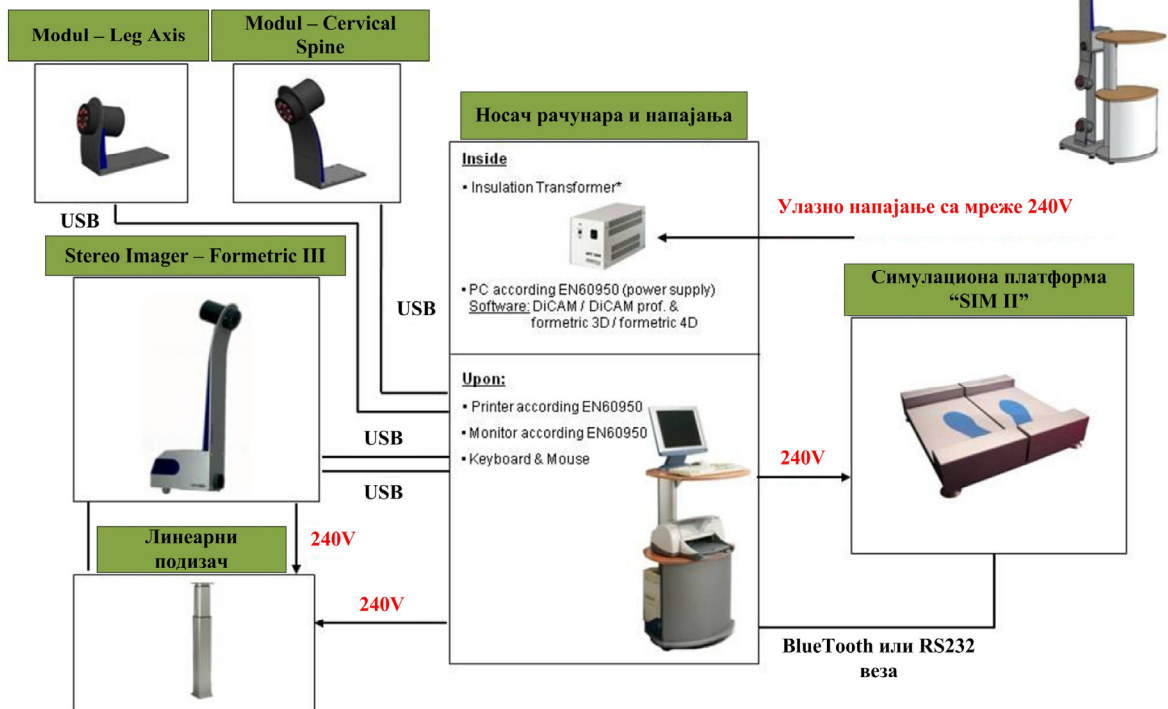 Modul – Leg Axis
Modul – Cervical
Spine
USB
Stereo Imager – Formetric III
USB
USB
USB
240V
Линеарни
подизач
240V
Носач рачунара и напајања
Inside
▪ Insulation Transformer*
▪ PC according EN60950 (power supply)
Software: DiCAM / DiCAM prof. &
formetric 3D / formetric 4D
Upon:
▪ Printer according EN60950
▪ Monitor according EN60950
▪ Keyboard & Mouse
Улазно напајање са мреже 240V
Симулациона платформа
“SIM II”
240V
BlueTooth или RS232
веза